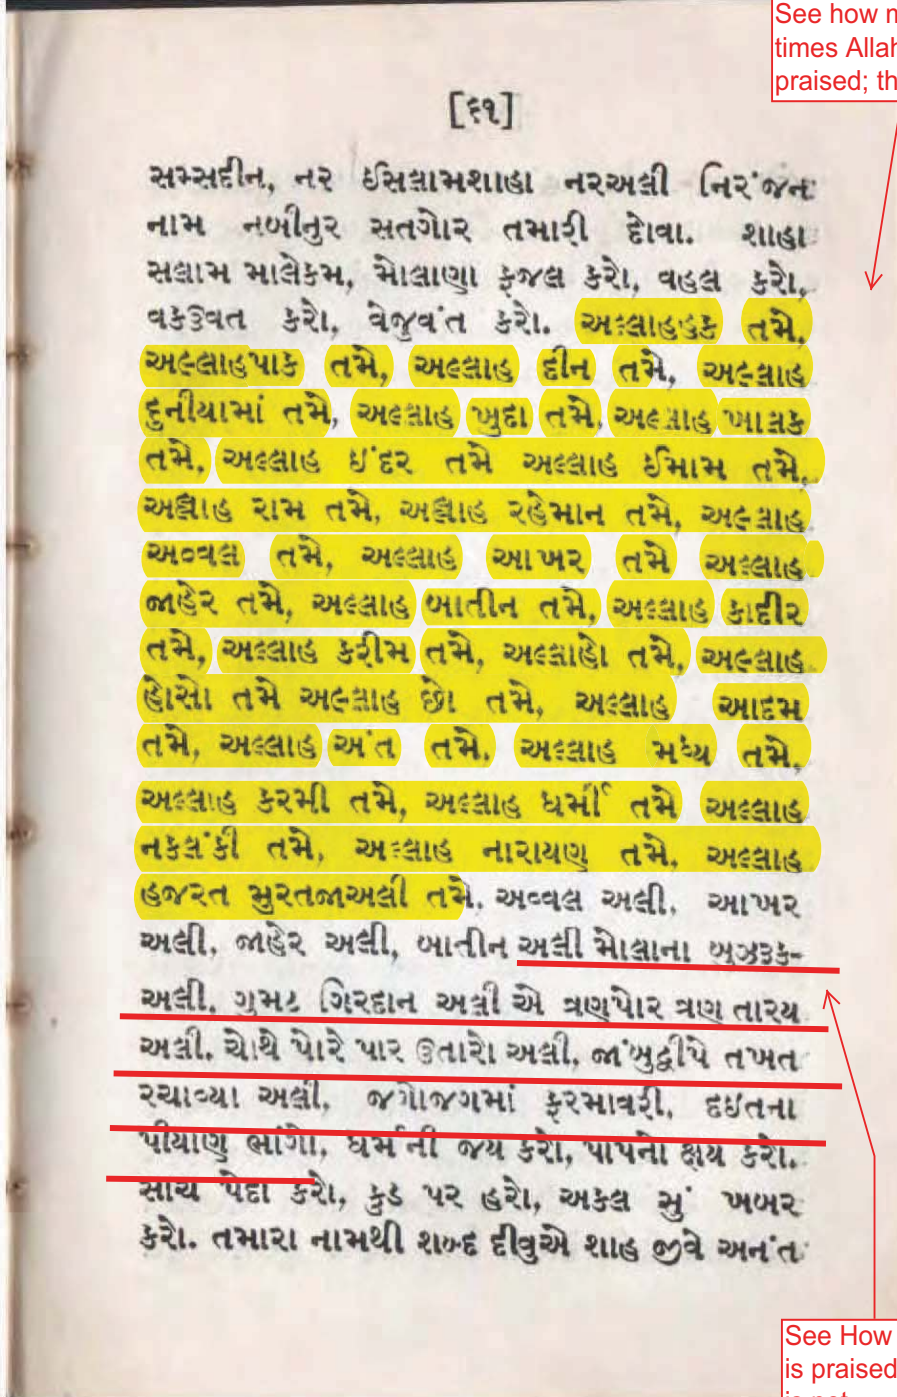 See how m
times Allah
praised; th
[૬૧]
સમ્સદીન, નર ઈસલામશાહા નરઅલી નિરંજન
નામ નબીનુર સતગોર તમારી દોવા. શાહા
સલામ માલેકમ, મોલાણા ફજલ કરો, વહલ કરો,
વકઉવત કરો, વેજુવંત કરો. અલ્લાહહક તમે,
અલ્લાહપાક તમે, અલ્લાહ દીન તમે, અલ્લાહ
દુનીયામાં તમે, અલ્લાહ ખુદા તમે, અલ્લાહ ખાલક
તમે, અલ્લાહ ઇંદર તમે અલ્લાહ ઈમામ તમે,
અલ્લાહ રામ તમે, અલ્લાહ રહેમાન તમે, અલ્લાહ
અવ્વલ તમે, અલ્લાહ આખર તમે અલ્લાહ
જાહેર તમે, અલ્લાહ બાતીન તમે, અલ્લાહ કાદીર
તમે, અલ્લાહ કરીમ તમે, અલ્લાહો તમે, અલ્લાહ
હોસો તમે અલ્લાહ છો તમે, અલ્લાહ આદમ
તમે, અલ્લાહ અંત તમે, અલ્લાહ મધ્ય તમે,
અલ્લાહ કરમી તમે, અલ્લાહ ધર્મી તમે અલ્લાહ
નકલંકી તમે, અલ્લાહ નારાયણ તમે, અલ્લાહ
હજરત મુરતજાઅલી તમે. અવ્વલ અલી, આખર
અલી, જાહેર અલી, બાતીન અલી મોલાના બુઝરૂક-
અલી, ગુમટ ગિરદાન અલી એ ત્રણપોર ત્રણ તારય
અલી. ચોથે પોરે પાર ઉતારો અલી, જાંબુદ્વીપે તખત
રચાવ્યા અલી, જગોજગમાં ફરમાવરી, દઇતના
પીયાણુ ભાંગો, ધર્મની જય કરો, પાપનો ક્ષય કરો.
સાચ પેદા કરો, કુડ પર હરો, અકલ સું ખબર
કરો. તમારા નામથી શબ્દ દીવુએ શાહ જીવે અનંત
See How
is praised
is not